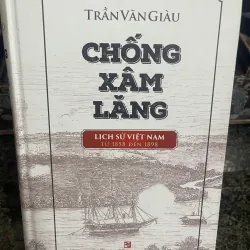 TRẦN VĂN GIÀU
CHỐNG
XÂM
LĂNG
LỊCH SỬ VIỆT NAM
TỪ 1858 ĐẾN 1898